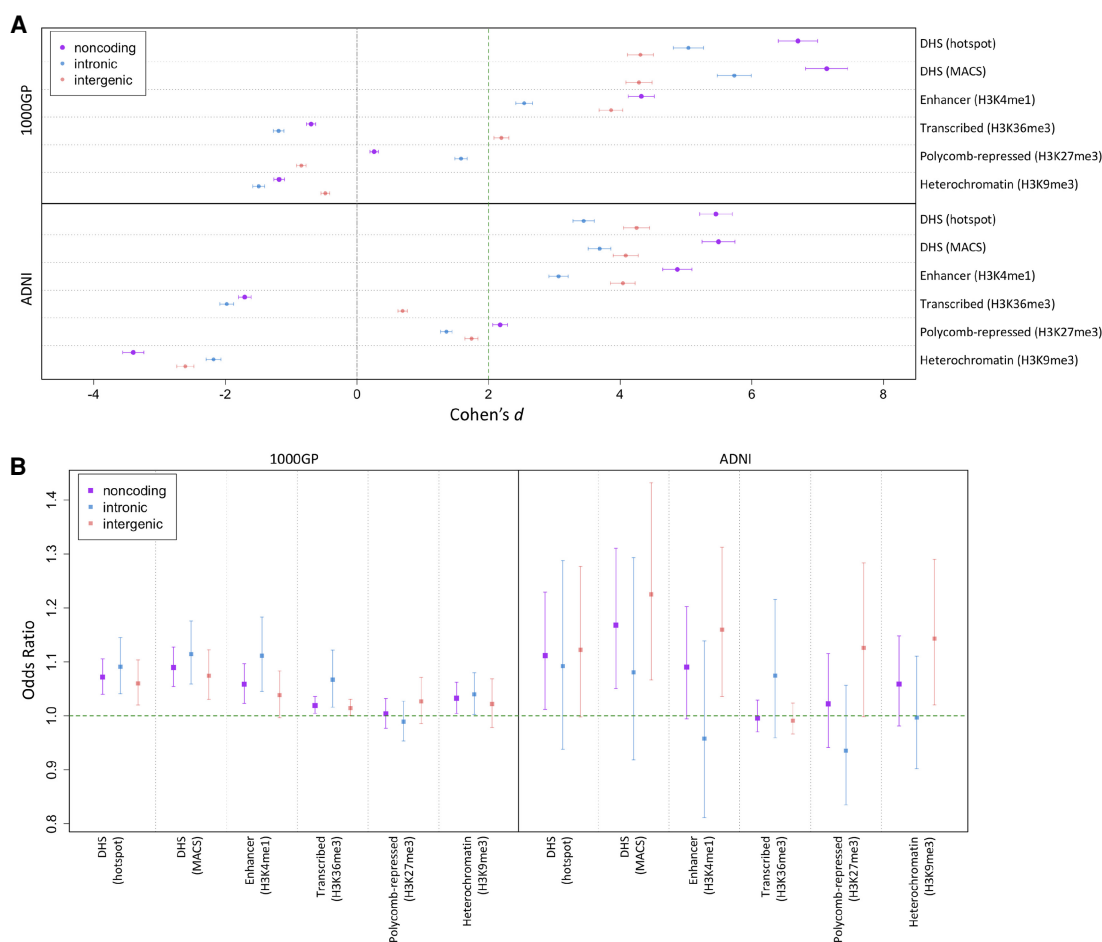 A
noncoding
intronic
intergenic
1000GP
DHS (hotspot)
DHS (MACS)
Enhancer (H3K4me1)
Transcribed (H3K36me3)
Polycomb-repressed (H3K27me3)
Heterochromatin (H3K9me3)
ADNI
DHS (hotspot)
DHS (MACS)
Enhancer (H3K4me1)
Transcribed (H3K36me3)
Polycomb-repressed (H3K27me3)
Heterochromatin (H3K9me3)
-4 -2 0 2 4 6 8
Cohen's d
B
1000GP ADNI
noncoding
intronic
intergenic
Odds Ratio
1.4
1.3
1.2
1.1
1.0
0.9
0.8
DHS
(hotspot)
DHS
(MACS)
Enhancer
(H3K4me1)
Transcribed
(H3K36me3)
Polycomb-repressed
(H3K27me3)
Heterochromatin
(H3K9me3)
DHS
(hotspot)
DHS
(MACS)
Enhancer
(H3K4me1)
Transcribed
(H3K36me3)
Polycomb-repressed
(H3K27me3)
Heterochromatin
(H3K9me3)